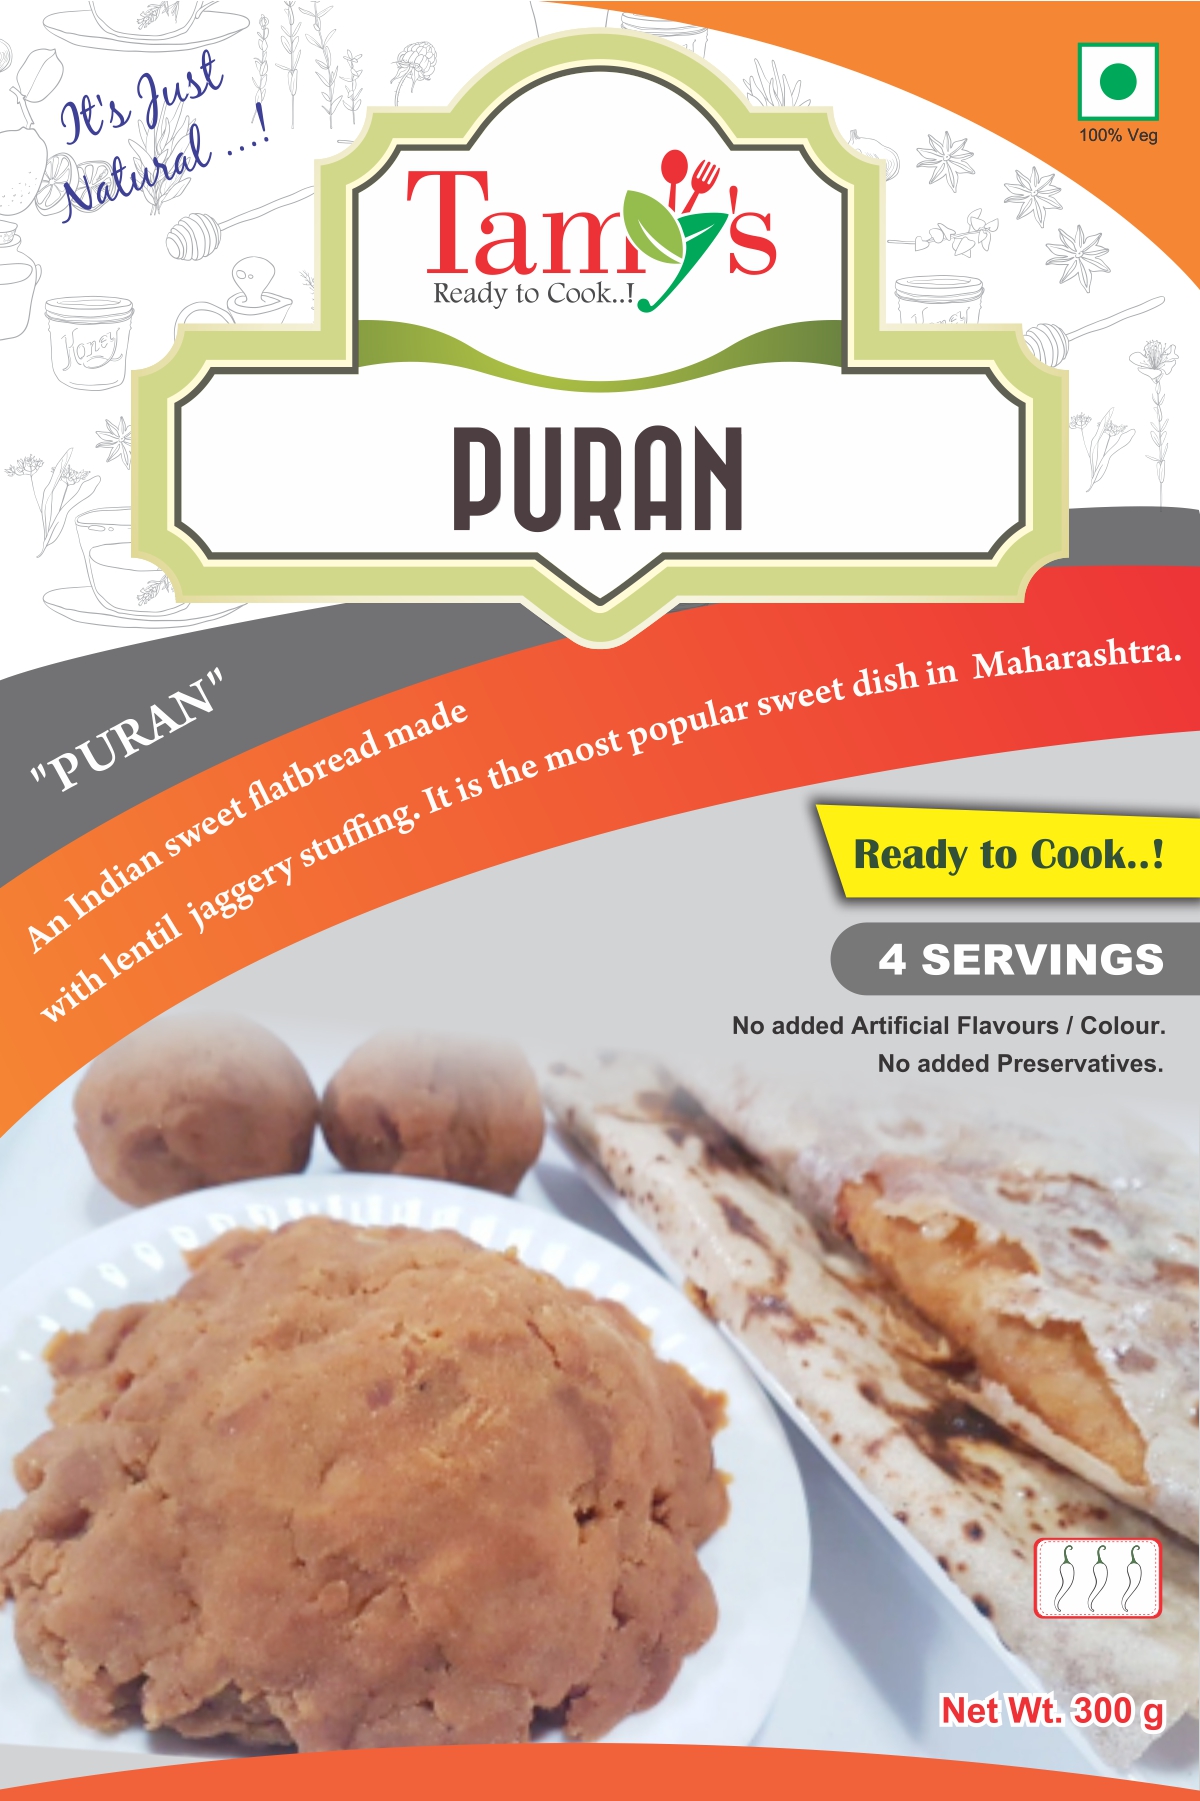 It's Just
Natural ...!
100% Veg
Tamy's
Ready to Cook..!
Honey
Honey
PURAN
"PURAN"
An Indian sweet flatbread made
with lentil jaggery stuffing. It is the most popular sweet dish in Maharashtra.
Ready to Cook..!
4 SERVINGS
No added Artificial Flavours / Colour.
No added Preservatives.
Net Wt. 300 g